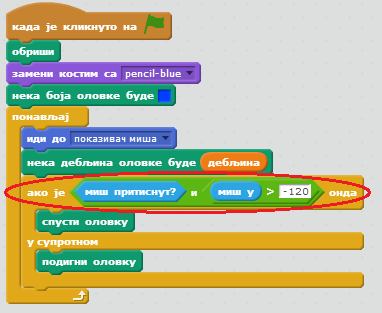 када је кликнуто на
обриши
замени костим са pencil-blue
нека боја оловке буде
понављај
иди до показивач миша
нека дебљина оловке буде дебљина
ако је миш притиснут? и миш y > -120 онда
спусти оловку
у супротном
подигни оловку